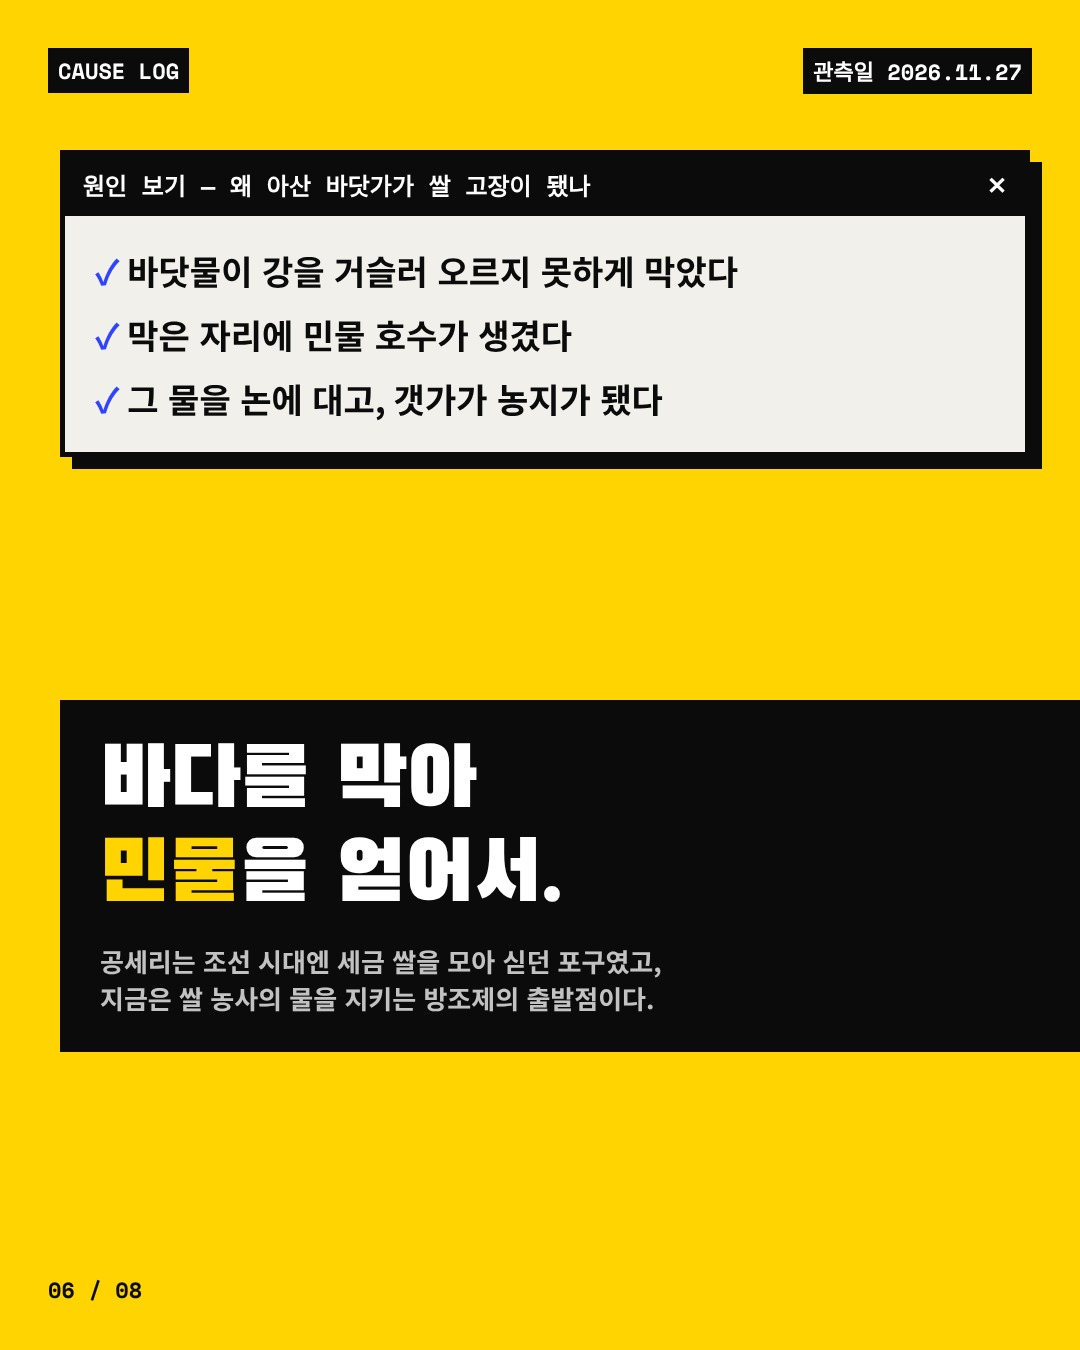 CAUSE LOG
관측일 2026.11.27
원인 보기 — 왜 아산 바닷가가 쌀 고장이 됐나 ✕
✓ 바닷물이 강을 거슬러 오르지 못하게 막았다
✓ 막은 자리에 민물 호수가 생겼다
✓ 그 물을 논에 대고, 갯가가 농지가 됐다
바다를 막아
민물을 얻어서.
공세리는 조선 시대엔 세금 쌀을 모아 싣던 포구였고,
지금은 쌀 농사의 물을 지키는 방조제의 출발점이다.
06 / 08